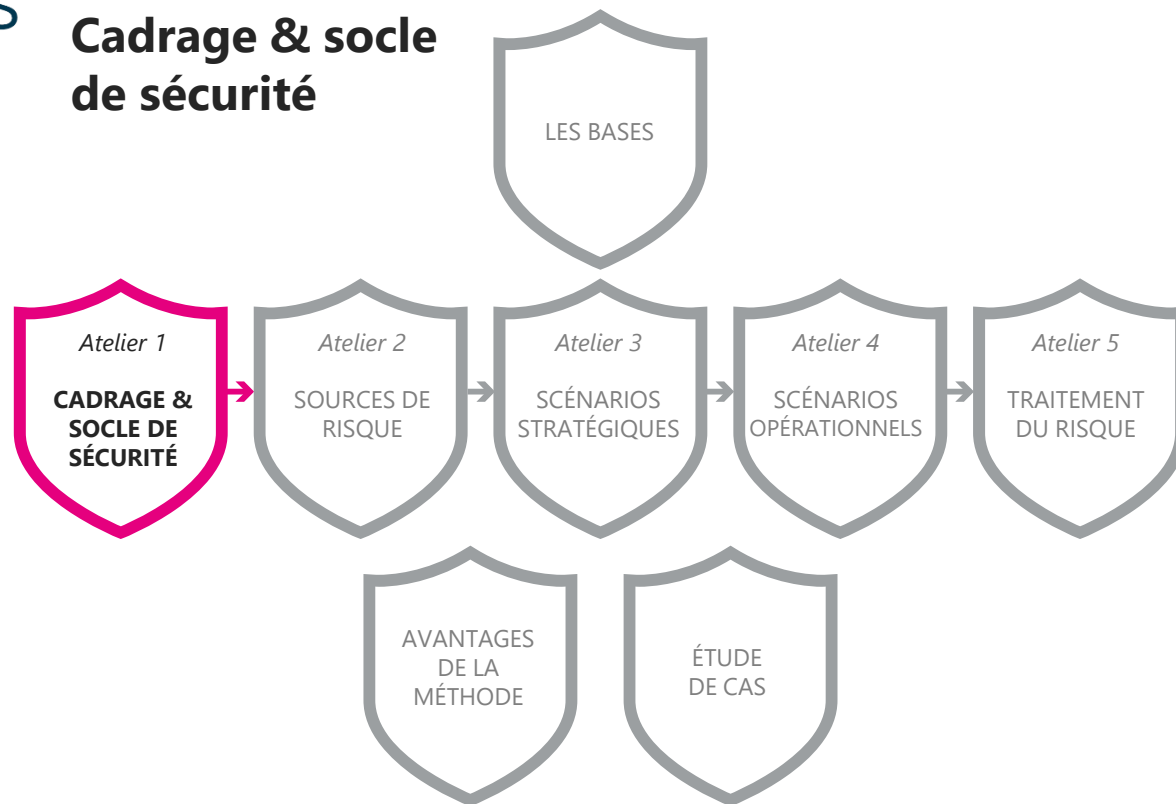 Cadrage & socle
de sécurité
LES BASES
Atelier 1
CADRAGE &
SOCLE DE
SÉCURITÉ
Atelier 2
SOURCES DE
RISQUE
Atelier 3
SCÉNARIOS
STRATÉGIQUES
Atelier 4
SCÉNARIOS
OPÉRATIONNELS
Atelier 5
TRAITEMENT
DU RISQUE
AVANTAGES
DE LA
MÉTHODE
ÉTUDE
DE CAS